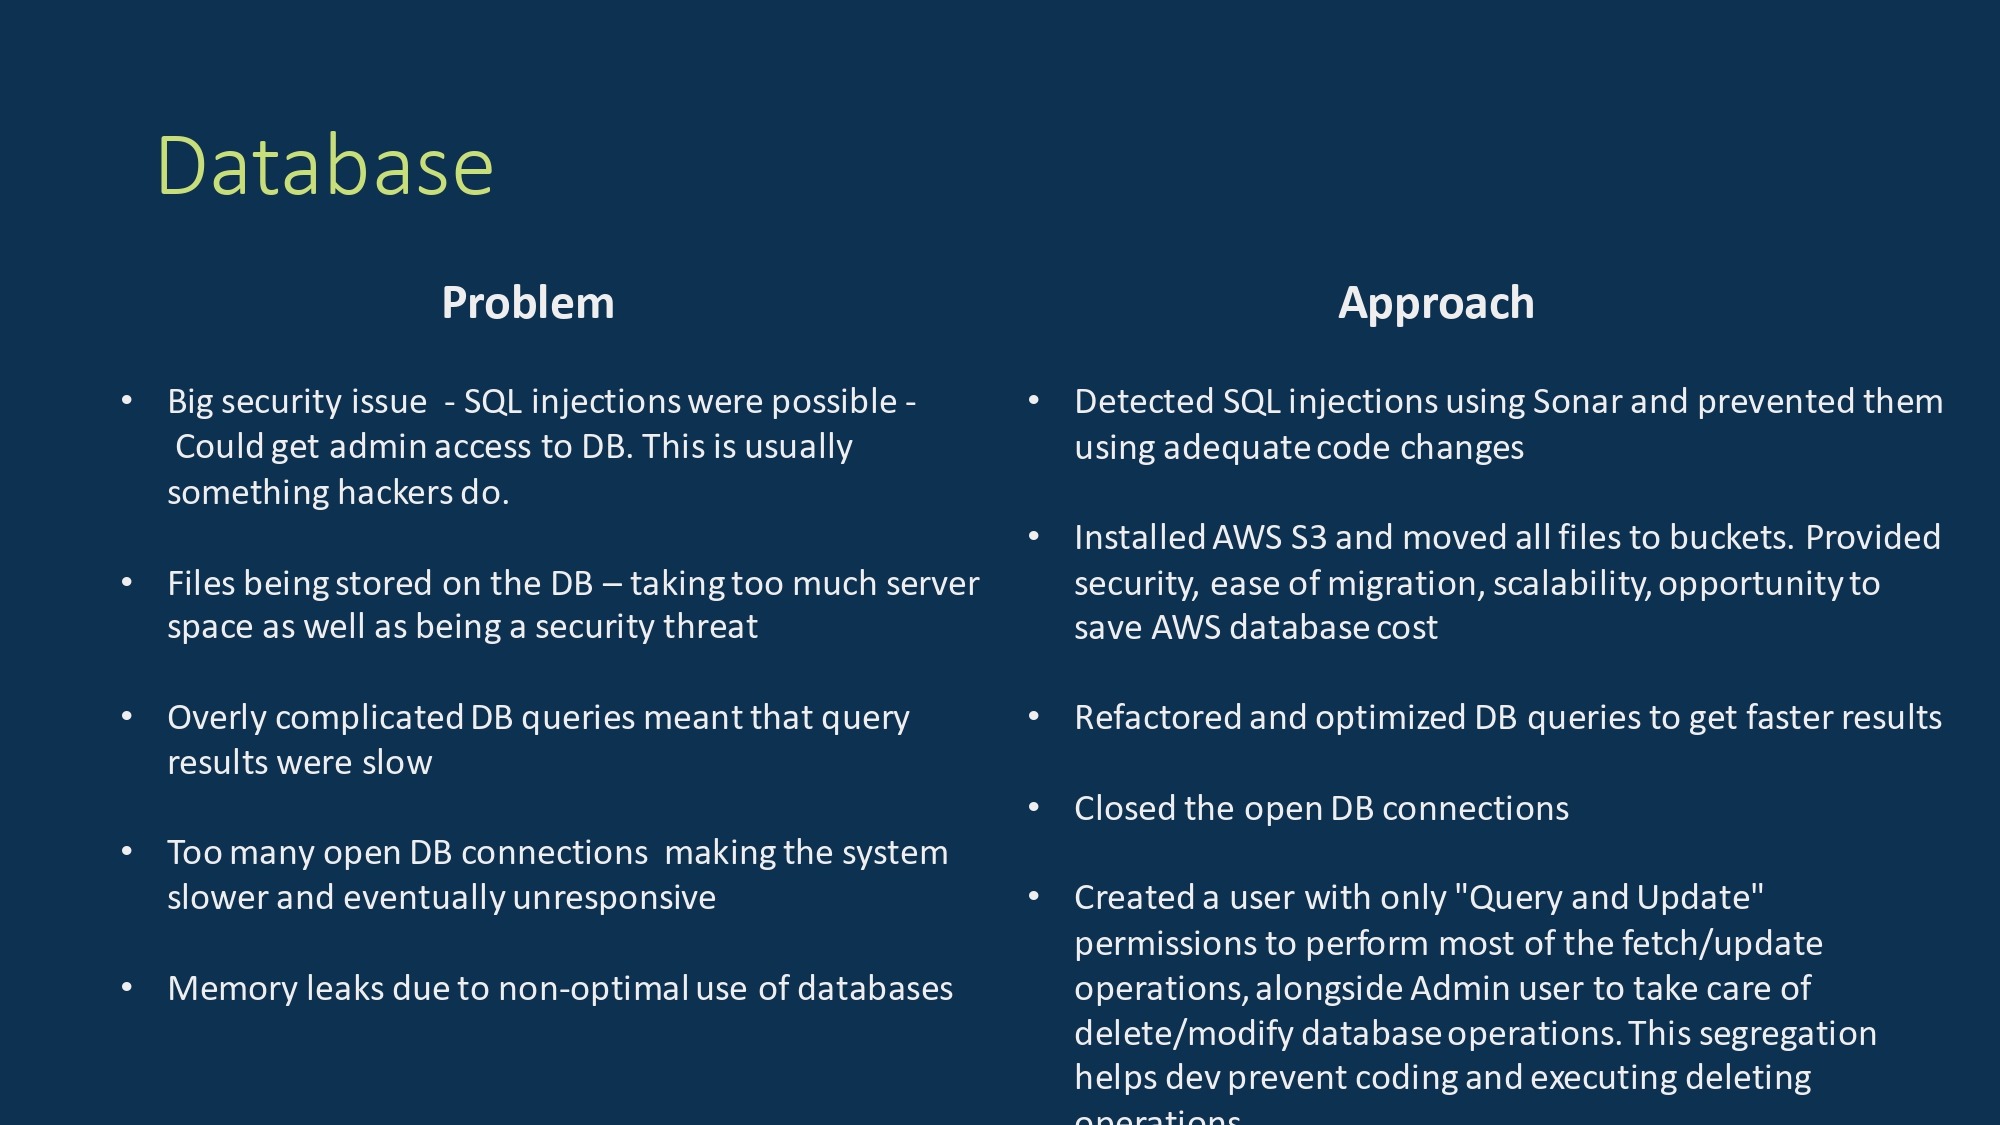 Database
Problem
Big security issue  - SQL injections were possible -
Could get admin access to DB. This is usually
something hackers do.
Files being stored on the DB – taking too much server
space as well as being a security threat
Overly complicated DB queries meant that query
results were slow
Too many open DB connections  making the system
slower and eventually unresponsive
Memory leaks due to non-optimal use of databases
Approach
Detected SQL injections using Sonar and prevented them
using adequate code changes
Installed AWS S3 and moved all files to buckets. Provided
security, ease of migration, scalability, opportunity to
save AWS database cost
Refactored and optimized DB queries to get faster results
Closed the open DB connections
Created a user with only "Query and Update"
permissions to perform most of the fetch/update
operations, alongside Admin user to take care of
delete/modify database operations. This segregation
helps dev prevent coding and executing deleting
operations